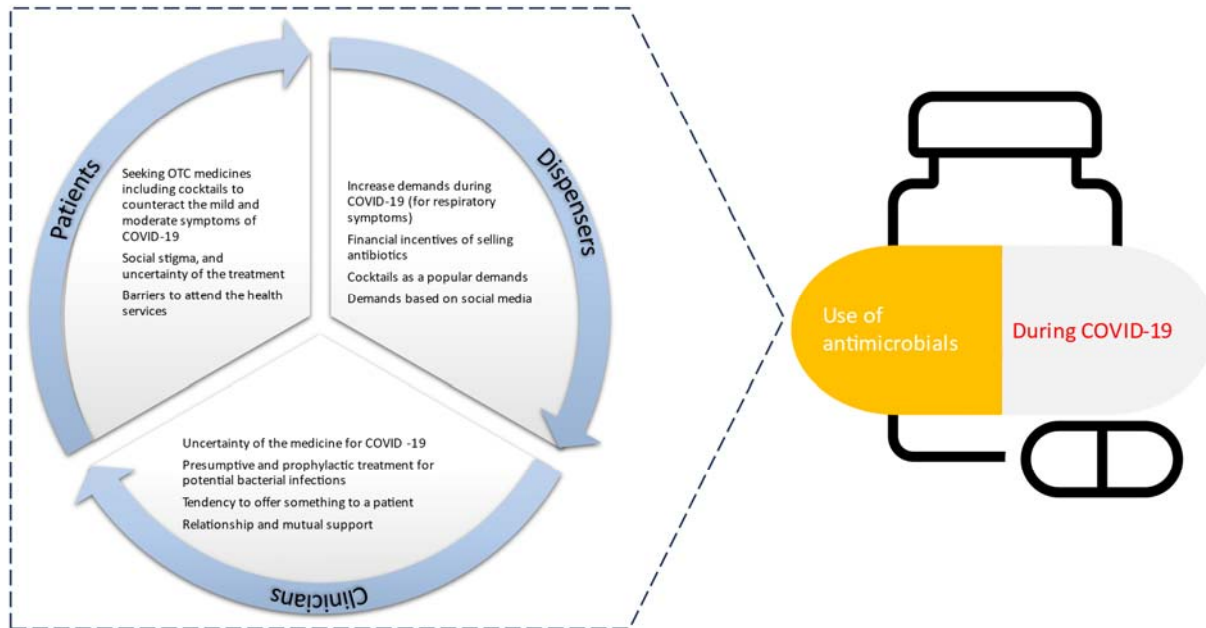 Patients
Seeking OTC medicines
including cocktails to
counteract the mild and
moderate symptoms of
COVID-19
Social stigma, and
uncertainty of the treatment
Barriers to attend the health
services
Dispensers
Increase demands during
COVID-19 (for respiratory
symptoms)
Financial incentives of selling
antibiotics
Cocktails as a popular demands
Demands based on social media
Uncertainty of the medicine for COVID -19
Presumptive and prophylactic treatment for
potential bacterial infections
Tendency to offer something to a patient
Relationship and mutual support
Clinicians
Use of
antimicrobials
During COVID-19